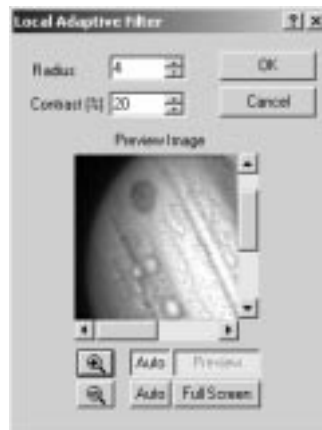 Local Adaptive Filter ? x
Radius 4 OK
Contrast (%) 20 Cancel
Preview Image
Auto Preview
Auto Full Screen